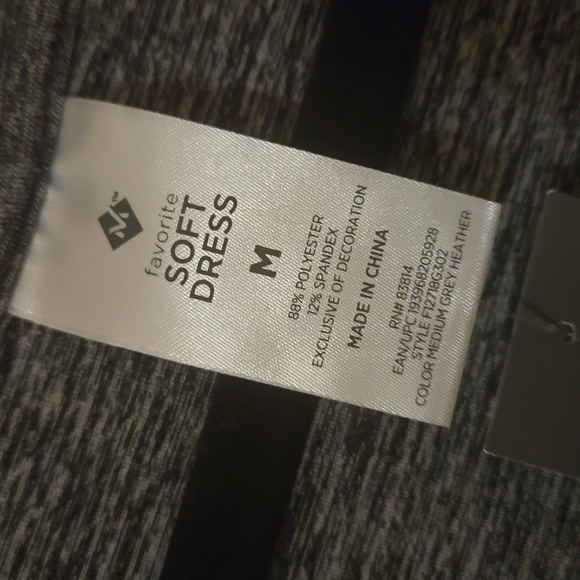 M™
favorite
SOFT
DRESS
M
88% POLYESTER
12% SPANDEX
EXCLUSIVE OF DECORATION
MADE IN CHINA
RN# 83814
EAN/UPC 193968205928
STYLE F127186302
COLOR MEDIUM GREY HEATHER